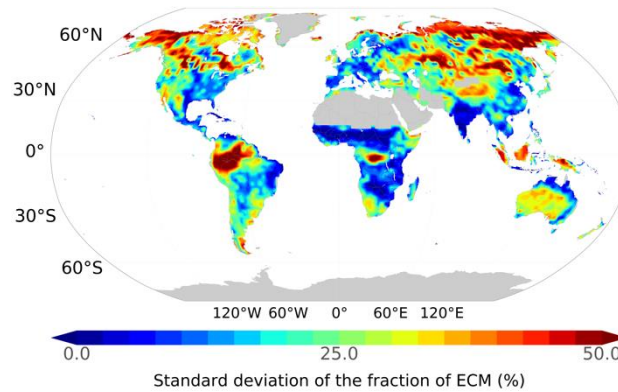 60°N
30°N
0°
30°S
60°S
120°W 60°W 0° 60°E 120°E
0.0 25.0 50.0
Standard deviation of the fraction of ECM (%)